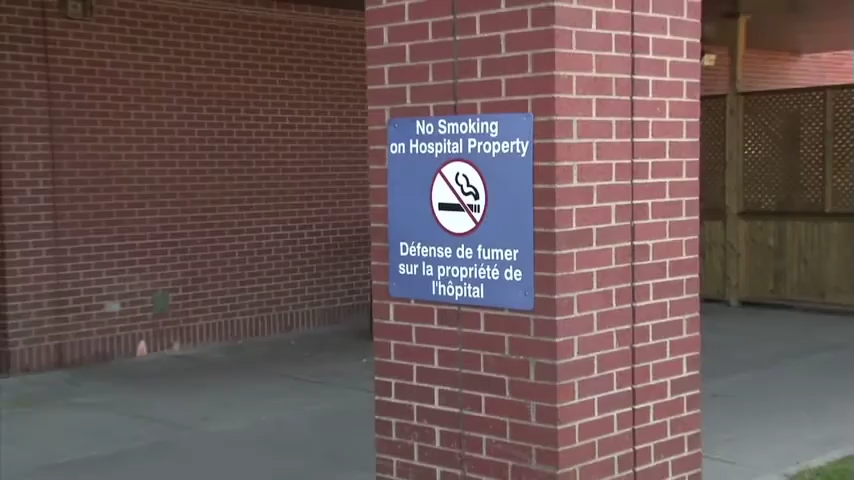 No Smoking
on Hospital Property
Défense de fumer
sur la propriété de
l'hôpital